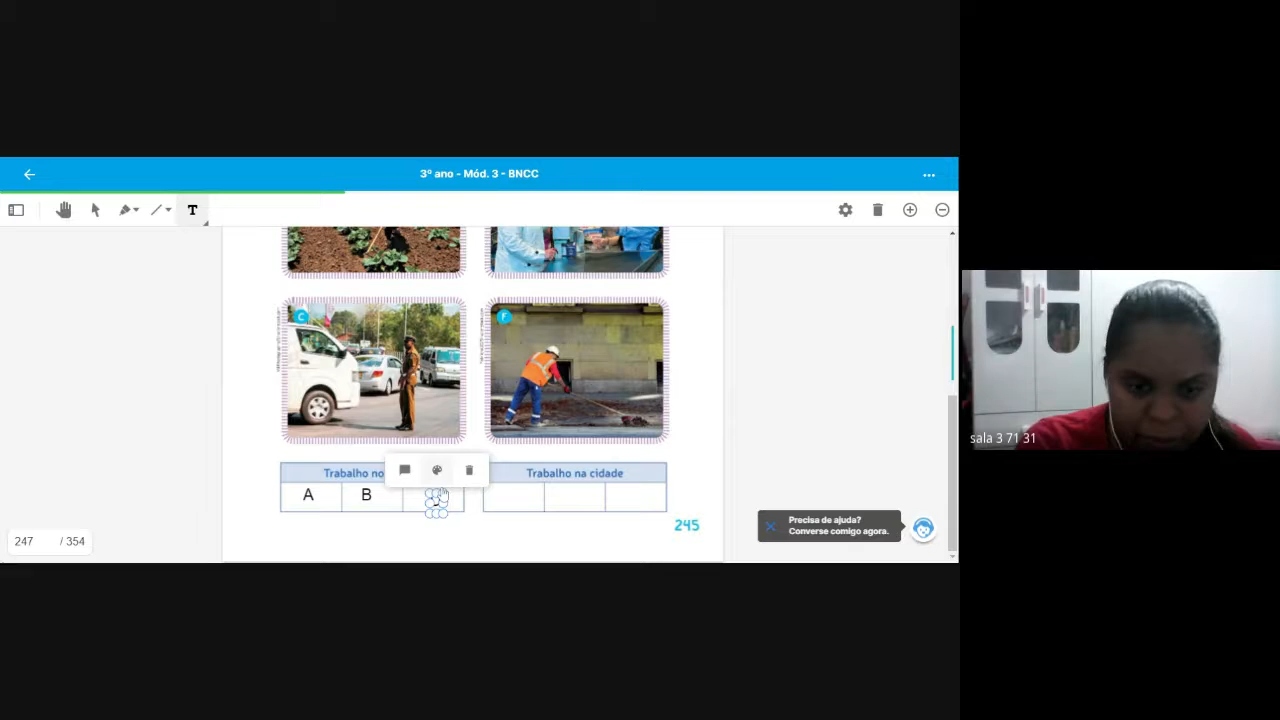 3º ano - Mód. 3 - BNCC
T
C
F
Trabalho no
Trabalho na cidade
A B
245
247 / 354
Precisa de ajuda?
Converse comigo agora.
sala 3 71 31